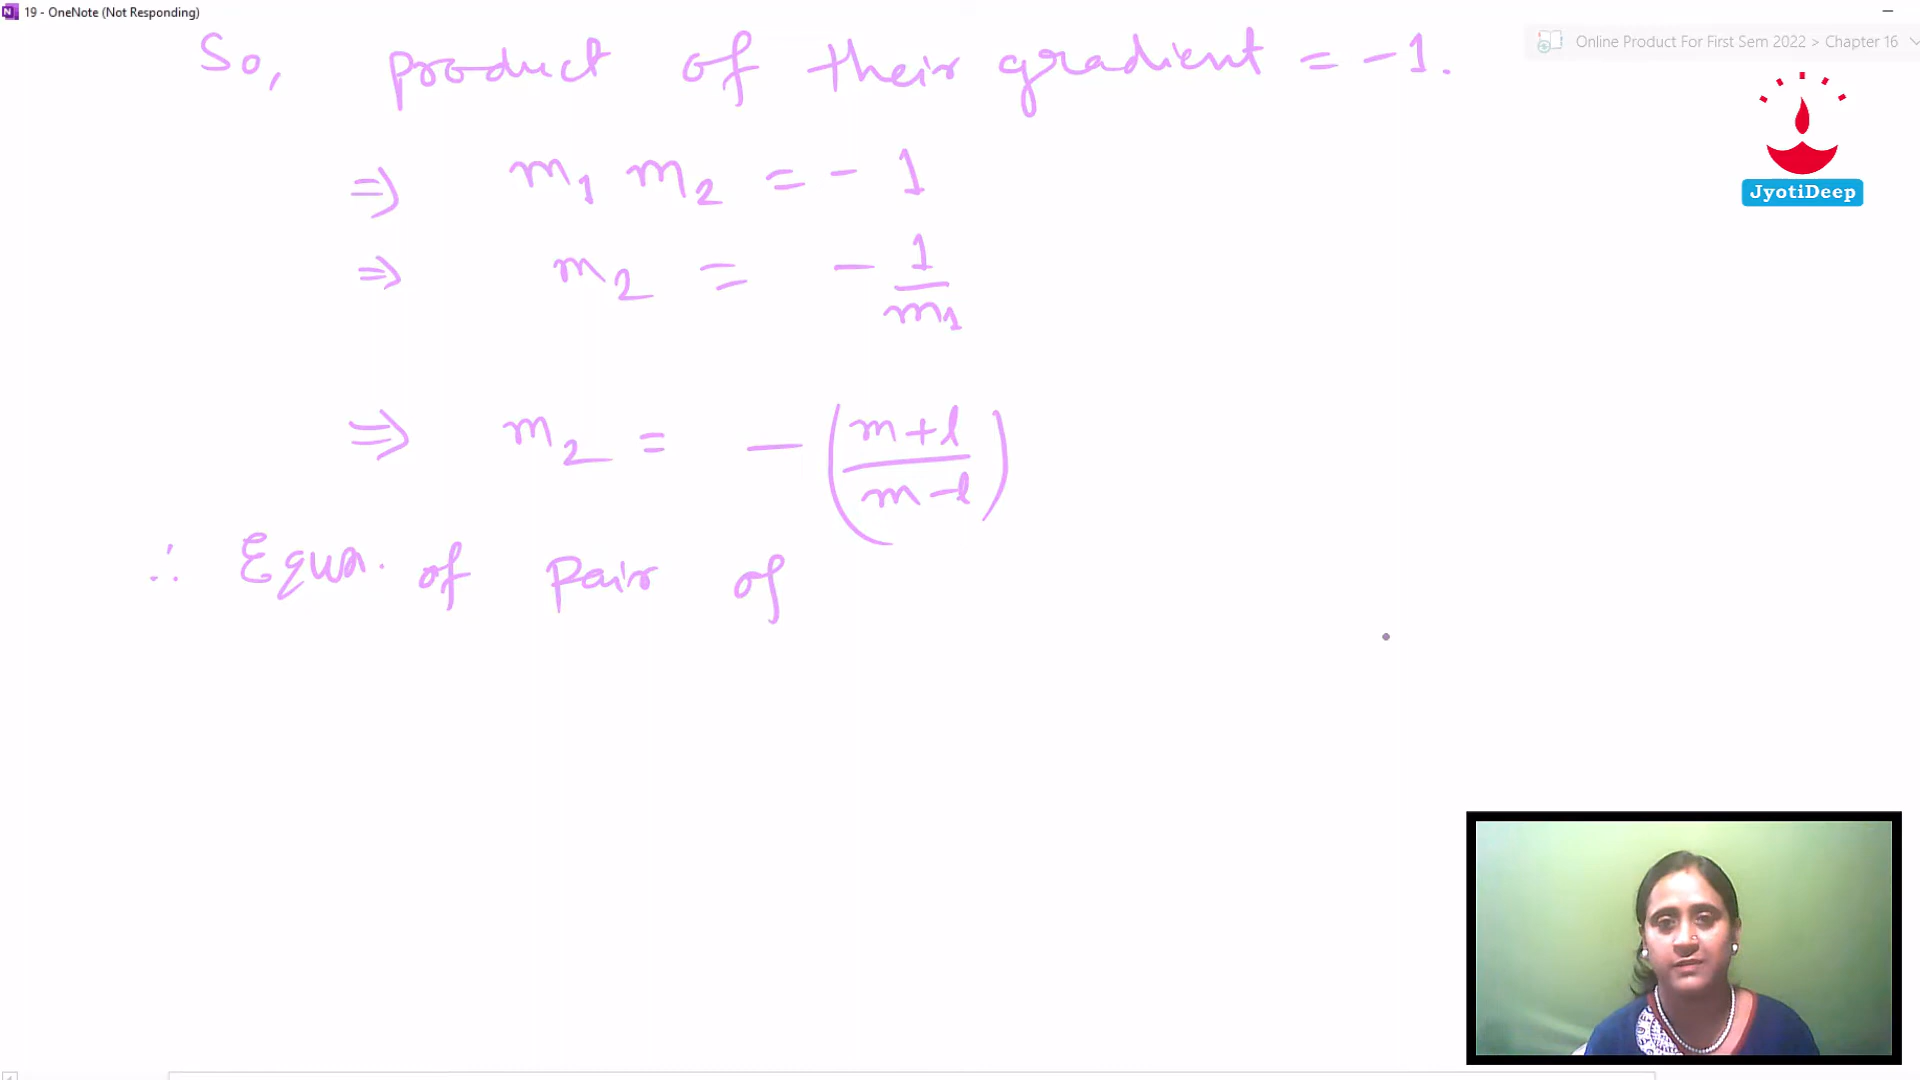 19 - OneNote (Not Responding)
Online Product For First Sem 2022 > Chapter 16
So, product of their gradient = -1.
JyotiDeep
⇒ m₁ m₂ = - 1
⇒ m₂ = - 1/m₁
⇒ m₂ = - (m+l/m-l)
∴ Equn. of pair of